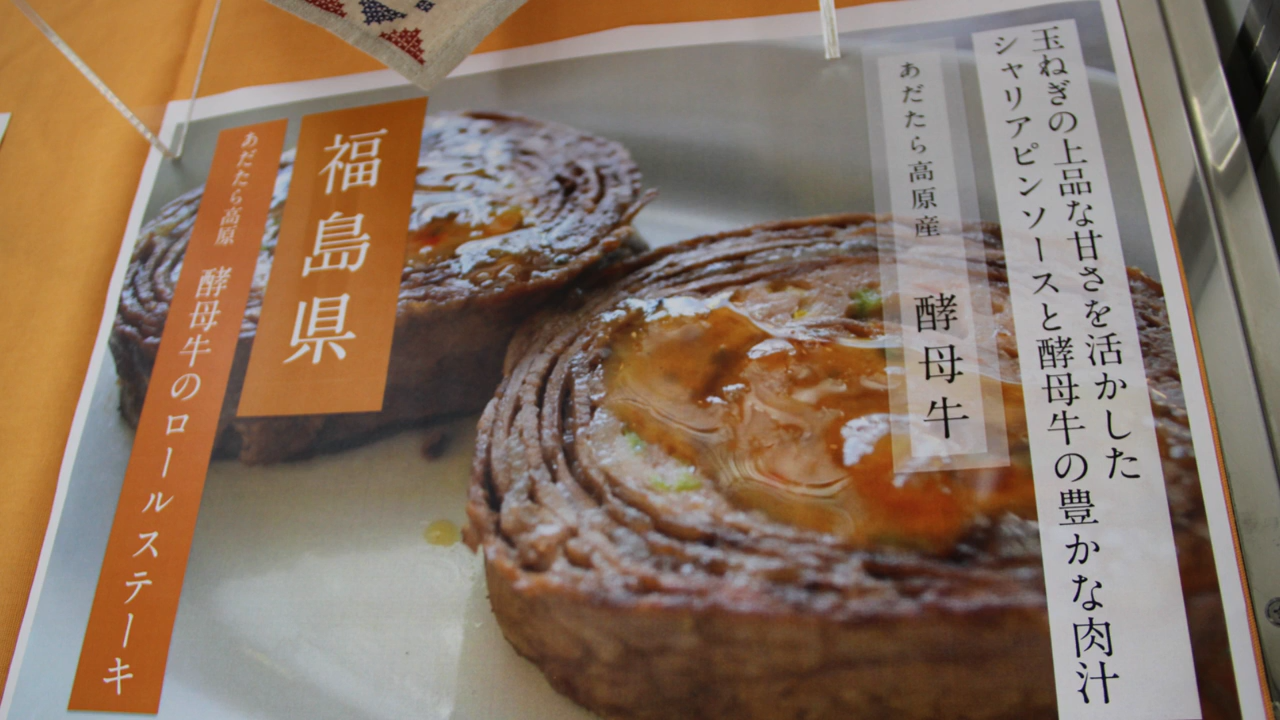 玉ねぎの上品な甘さを活かした
シャリアピンソースと酵母牛の豊かな肉汁
あだたら高原産 酵母牛
福島県
あだたら高原 酵母牛のロールステーキ